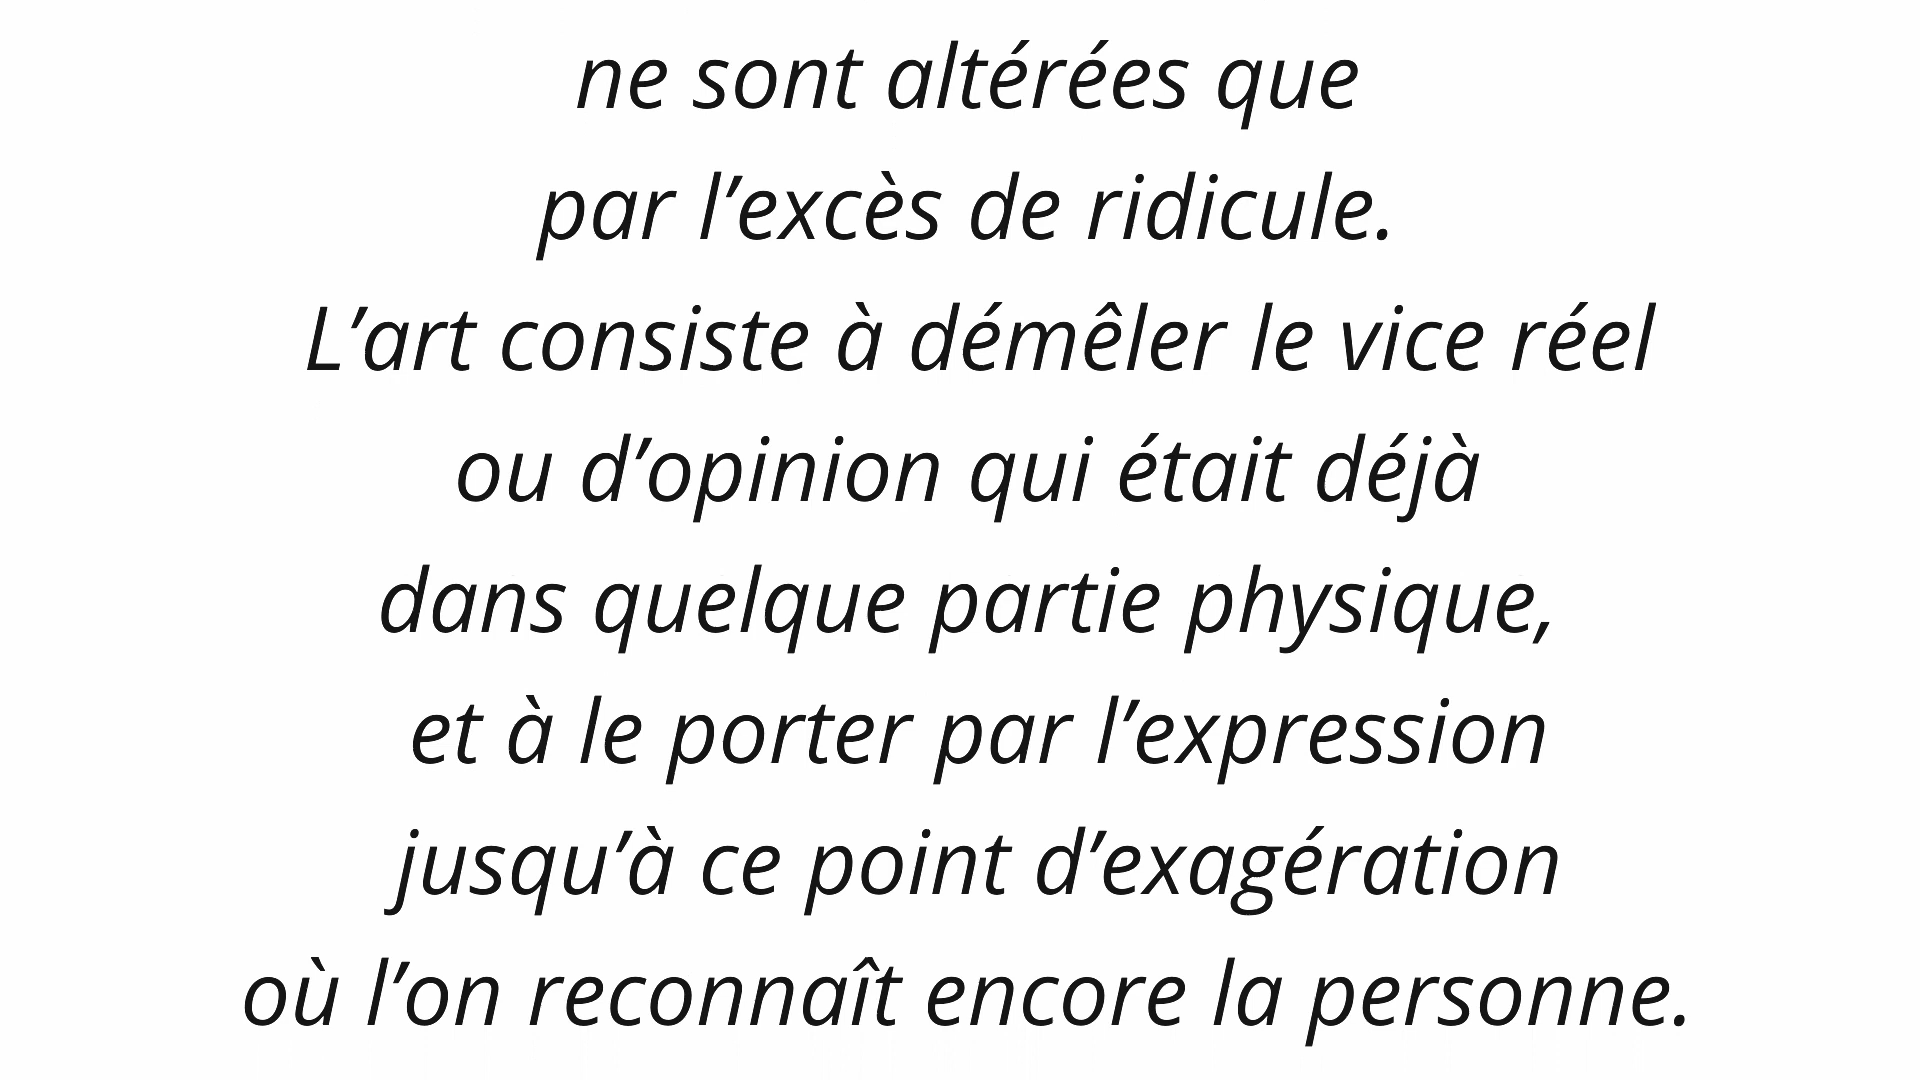 ne sont altérées que
par l’excès de ridicule.
L’art consiste à démêler le vice réel
ou d’opinion qui était déjà
dans quelque partie physique,
et à le porter par l’expression
jusqu’à ce point d’exagération
où l’on reconnaît encore la personne.